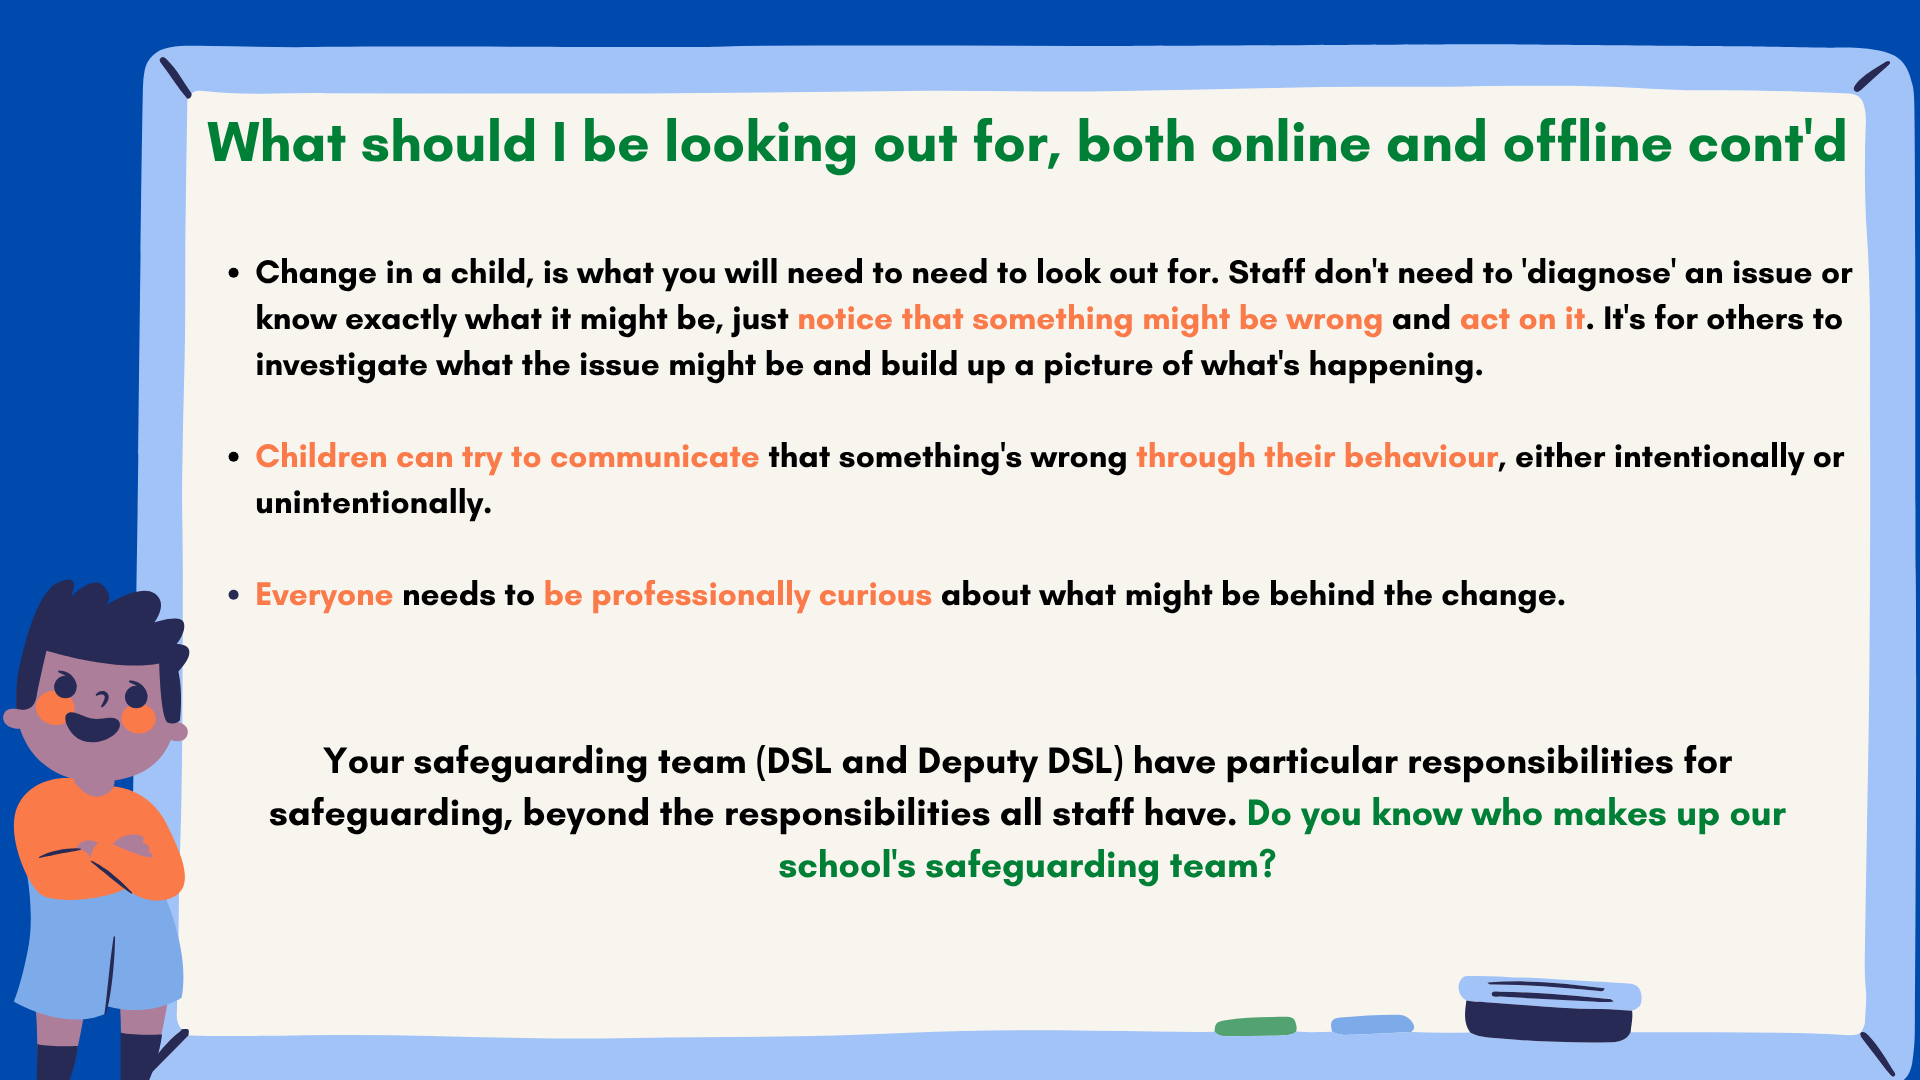 What should I be looking out for, both online and offline cont'd
• Change in a child, is what you will need to need to look out for. Staff don't need to 'diagnose' an issue or
know exactly what it might be, just notice that something might be wrong and act on it. It's for others to
investigate what the issue might be and build up a picture of what's happening.
• Children can try to communicate that something's wrong through their behaviour, either intentionally or
unintentionally.
• Everyone needs to be professionally curious about what might be behind the change.
Your safeguarding team (DSL and Deputy DSL) have particular responsibilities for
safeguarding, beyond the responsibilities all staff have. Do you know who makes up our
school's safeguarding team?